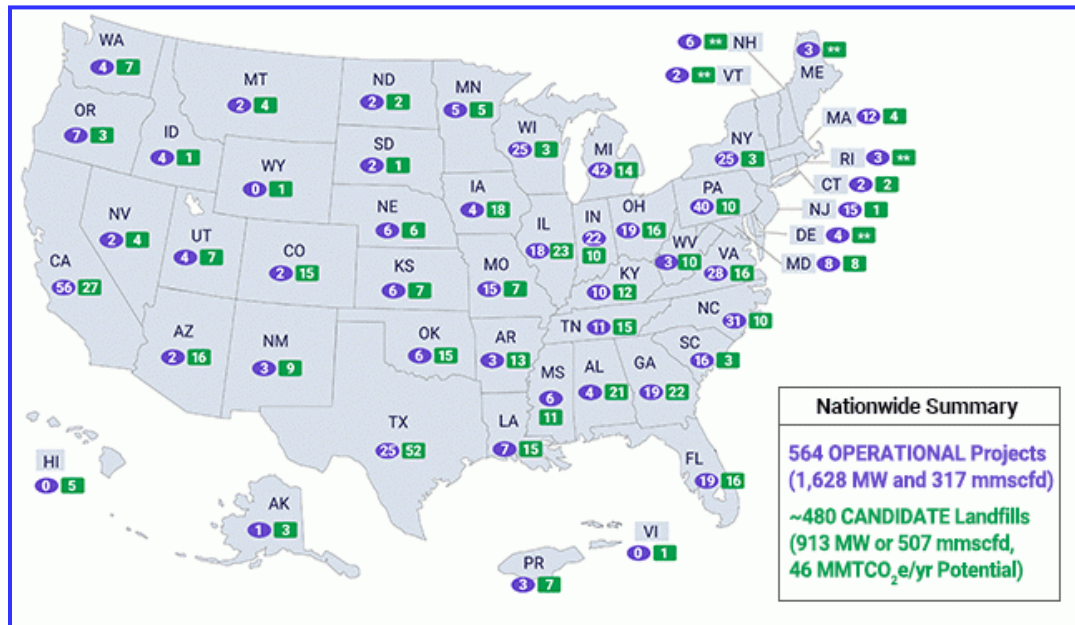 WA
4 7
MT
2 4
ND
2 2
MN
5 5
6 ** NH
3 **
ME
2 ** VT
OR
7 3
ID
4 1
WY
0 1
SD
2 1
WI
25 3
MI
42 14
NY
25 3
MA 12 4
RI 3 **
CT 2 2
NJ 15 1
DE 4 **
MD 8 8
NV
2 4
UT
4 7
CO
2 15
NE
6 6
IA
4 18
IL
18 23
IN
22
10
OH
19 16
PA
40 10
WV
3 10
VA
28 16
CA
56 27
KS
6 7
MO
15 7
KY
10 12
NC
31 10
AZ
2 16
NM
3 9
OK
6 15
AR
3 13
TN 11 15
SC
16 3
MS
6
11
AL
4 21
GA
19 22
TX
25 52
LA
7 15
FL
19 16
HI
0 5
AK
1 3
PR
3 7
VI
0 1
Nationwide Summary
564 OPERATIONAL Projects
(1,628 MW and 317 mmscfd)
~480 CANDIDATE Landfills
(913 MW or 507 mmscfd,
46 MMTCO₂e/yr Potential)